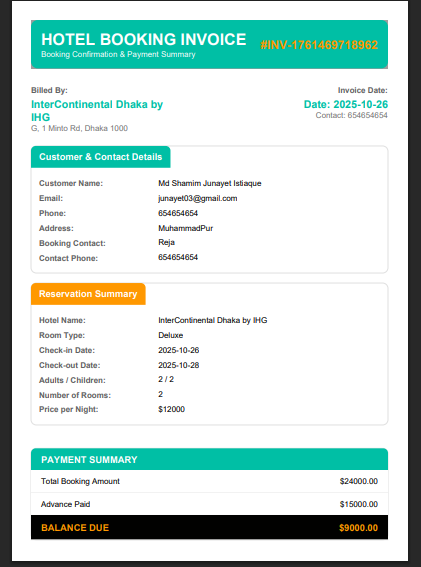 HOTEL BOOKING INVOICE
Booking Confirmation & Payment Summary
#INV-1761469718962
Billed By:
InterContinental Dhaka by
IHG
G, 1 Minto Rd, Dhaka 1000
Invoice Date:
Date: 2025-10-26
Contact: 654654654
Customer & Contact Details
Customer Name: Md Shamim Junayet Istiaque
Email: junayet03@gmail.com
Phone: 654654654
Address: MuhammadPur
Booking Contact: Reja
Contact Phone: 654654654
Reservation Summary
Hotel Name: InterContinental Dhaka by IHG
Room Type: Deluxe
Check-in Date: 2025-10-26
Check-out Date: 2025-10-28
Adults / Children: 2 / 2
Number of Rooms: 2
Price per Night: $12000
PAYMENT SUMMARY
Total Booking Amount $24000.00
Advance Paid $15000.00
BALANCE DUE $9000.00